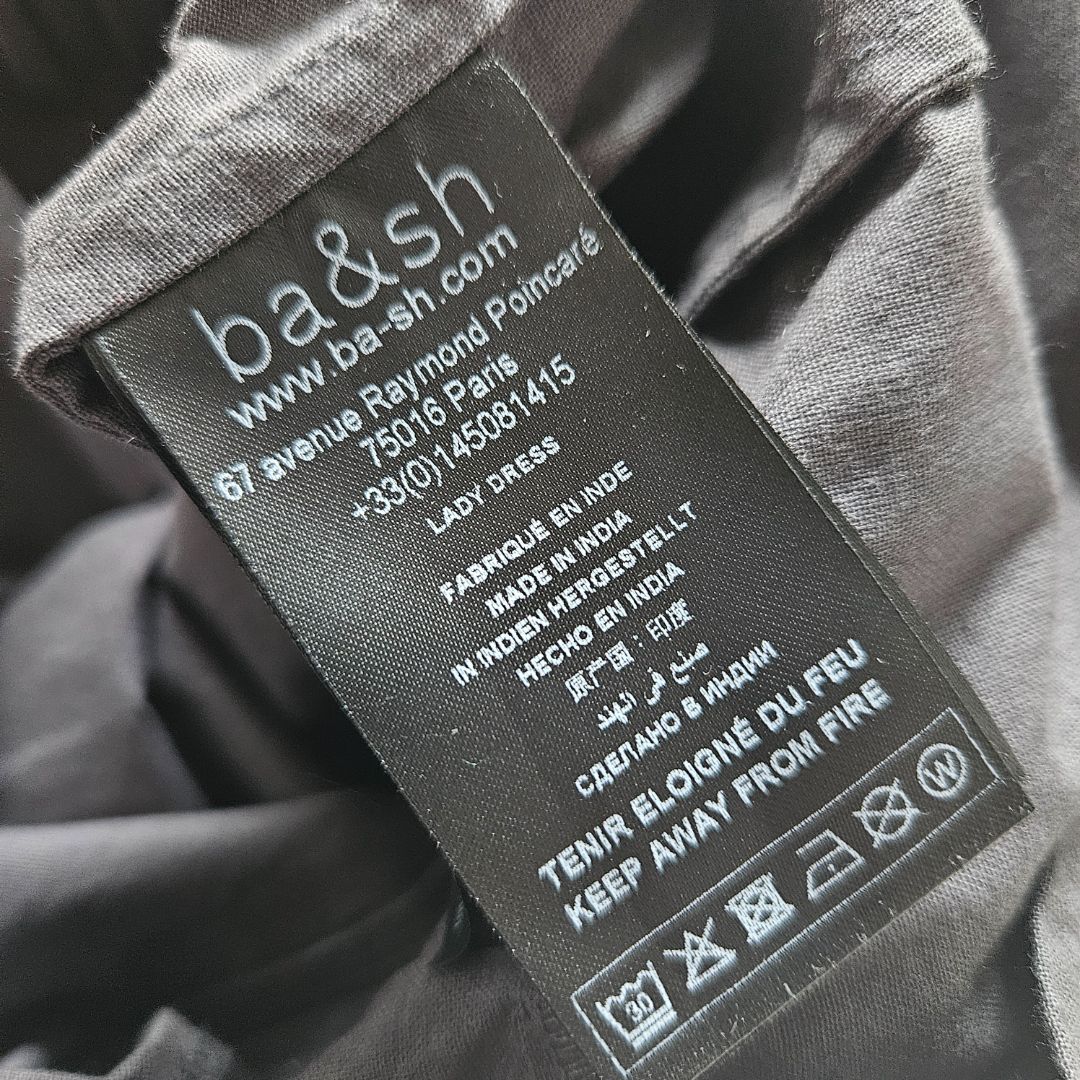 ba&sh
www.ba-sh.com
67 avenue Raymond Poincaré
75016 Paris
+33(0)145081415
LADY DRESS
FABRIQUÉ EN INDE
MADE IN INDIA
IN INDIEN HERGESTELLT
HECHO EN INDIA
原产国：印度
صنع في الهند
СДЕЛАНО В ИНДИИ
TENIR ELOIGNÉ DU FEU
KEEP AWAY FROM FIRE
30 W